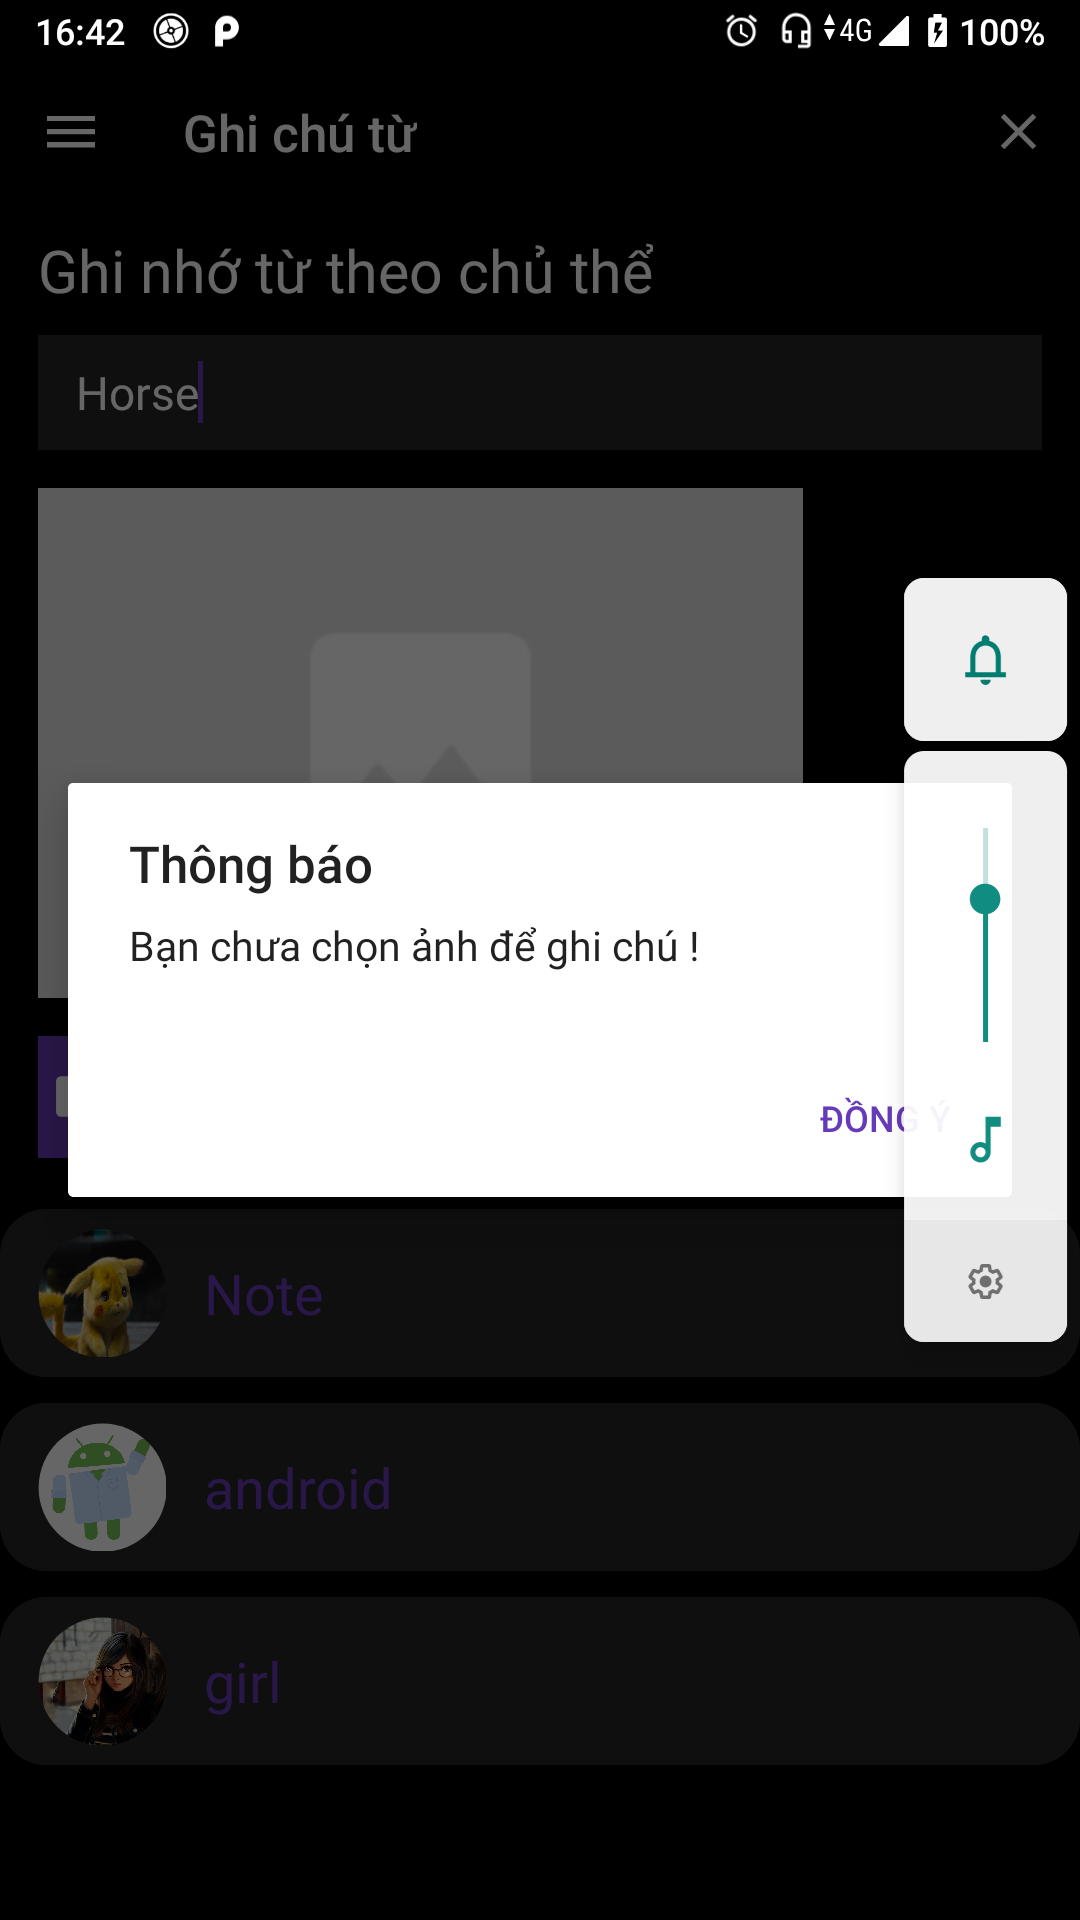 16:42
4G
100%
Ghi chú từ
Ghi nhớ từ theo chủ thể
Horse
Thông báo
Bạn chưa chọn ảnh để ghi chú !
ĐỒNG Ý
Note
android
girl